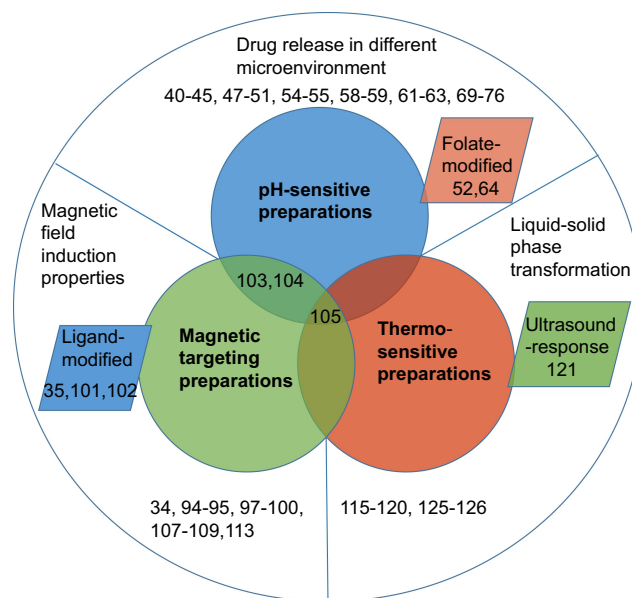 Drug release in different
microenvironment
40-45, 47-51, 54-55, 58-59, 61-63, 69-76
Folate-
modified
52,64
pH-sensitive
preparations
Magnetic
field
induction
properties
Liquid-solid
phase
transformation
103,104
105
Ligand-
modified
35,101,102
Magnetic
targeting
preparations
Thermo-
sensitive
preparations
Ultrasound
-response
121
34, 94-95, 97-100,
107-109,113
115-120, 125-126